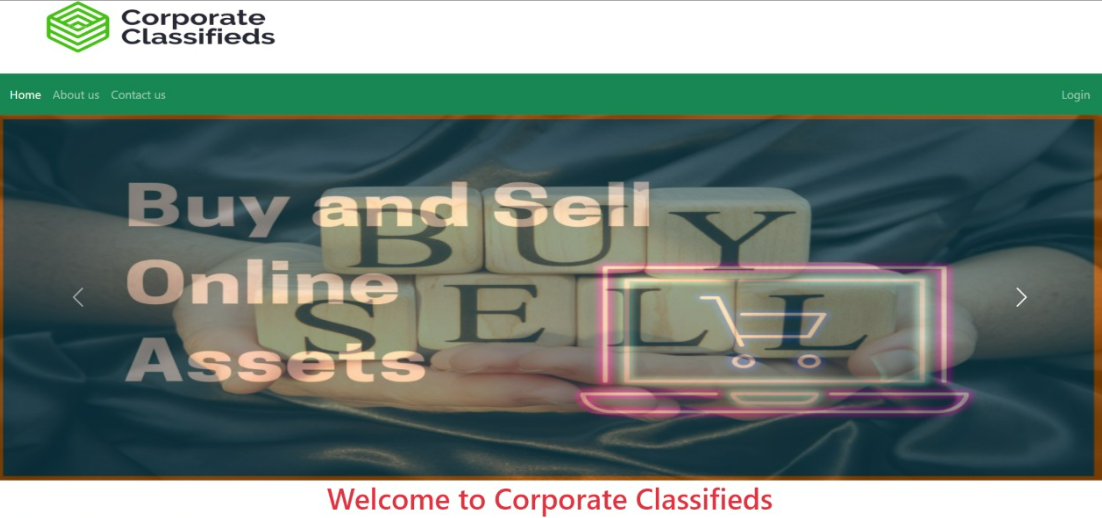 Corporate
Classifieds
Home About us Contact us Login
Buy and Sell
Online
Assets
BUY
SELL
Welcome to Corporate Classifieds